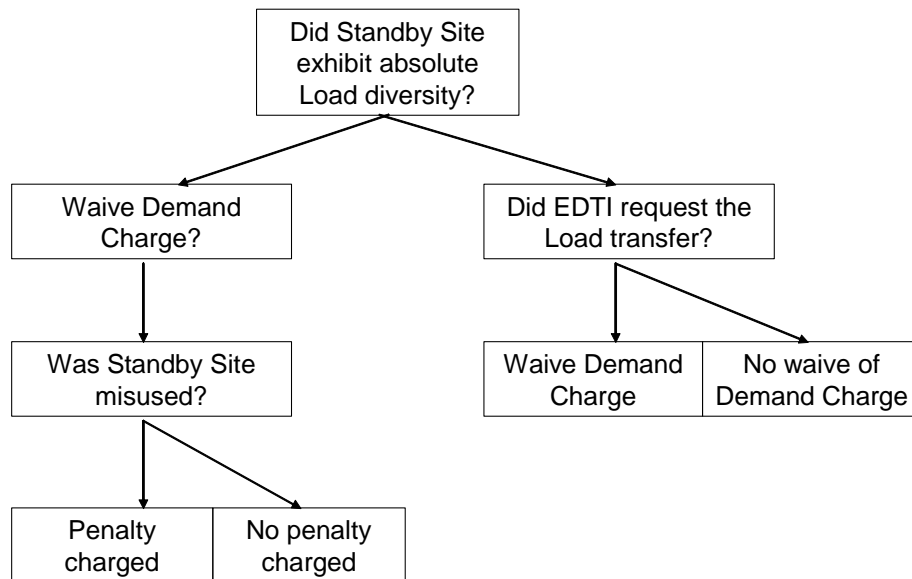 Did Standby Site
exhibit absolute
Load diversity?
Waive Demand
Charge?
Did EDTI request the
Load transfer?
Was Standby Site
misused?
Waive Demand
Charge
No waive of
Demand Charge
Penalty
charged
No penalty
charged